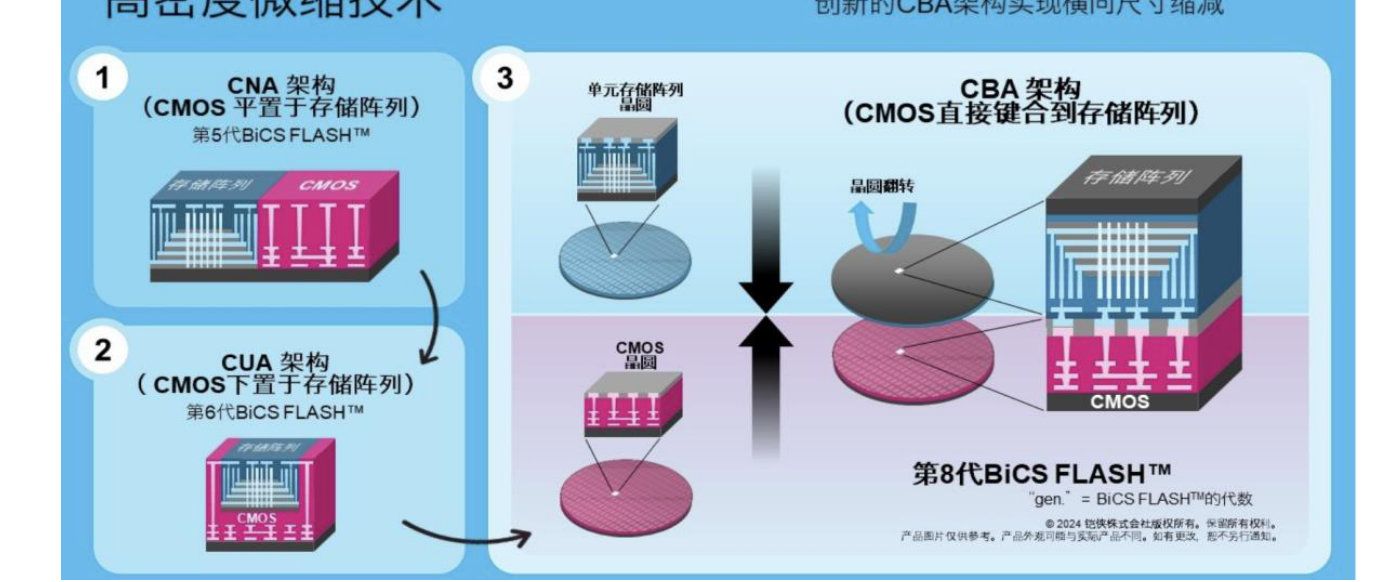 高密度微缩技术
创新的CBA架构实现横向尺寸缩减
1
CNA 架构
（CMOS 平置于存储阵列）
第5代BiCS FLASH™
存储阵列
CMOS
2
CUA 架构
（ CMOS下置于存储阵列）
第6代BiCS FLASH™
存储阵列
CMOS
3
单元存储阵列
晶圆
CMOS
晶圆
CBA 架构
（CMOS直接键合到存储阵列）
晶圆翻转
存储阵列
CMOS
第8代BiCS FLASH™
“gen.” = BiCS FLASH™的代数
© 2024 铠侠株式会社版权所有。保留所有权利。
产品图片仅供参考。产品外观可能与实际产品不同。如有更改，恕不另行通知。